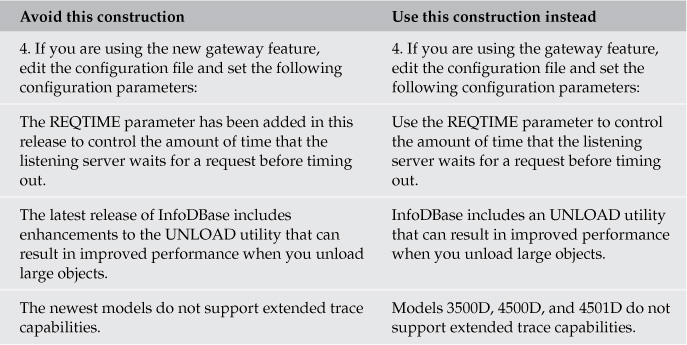 Avoid this construction
Use this construction instead
4. If you are using the new gateway feature,
edit the configuration file and set the following
configuration parameters:
4. If you are using the gateway feature,
edit the configuration file and set the
following configuration parameters:
The REQTIME parameter has been added in this
release to control the amount of time that the
listening server waits for a request before timing
out.
Use the REQTIME parameter to control
the amount of time that the listening
server waits for a request before timing
out.
The latest release of InfoDBase includes
enhancements to the UNLOAD utility that can
result in improved performance when you unload
large objects.
InfoDBase includes an UNLOAD utility
that can result in improved performance
when you unload large objects.
The newest models do not support extended trace
capabilities.
Models 3500D, 4500D, and 4501D do not
support extended trace capabilities.